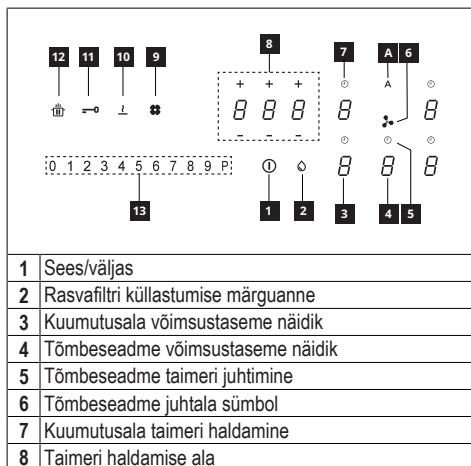 12 11 10 9 8 7 A 6
+ + + A
8 8 8 8 8
- - -
0 1 2 3 4 5 6 7 8 9 P 8 8 8
13 1 2 3 4 5
1 Sees/väljas
2 Rasvafiltri küllastumise märguanne
3 Kuumutusala võimsustaseme näidik
4 Tõmbeseadme võimsustaseme näidik
5 Tõmbeseadme taimeri juhtimine
6 Tõmbeseadme juhtala sümbol
7 Kuumutusala taimeri haldamine
8 Taimeri haldamise ala